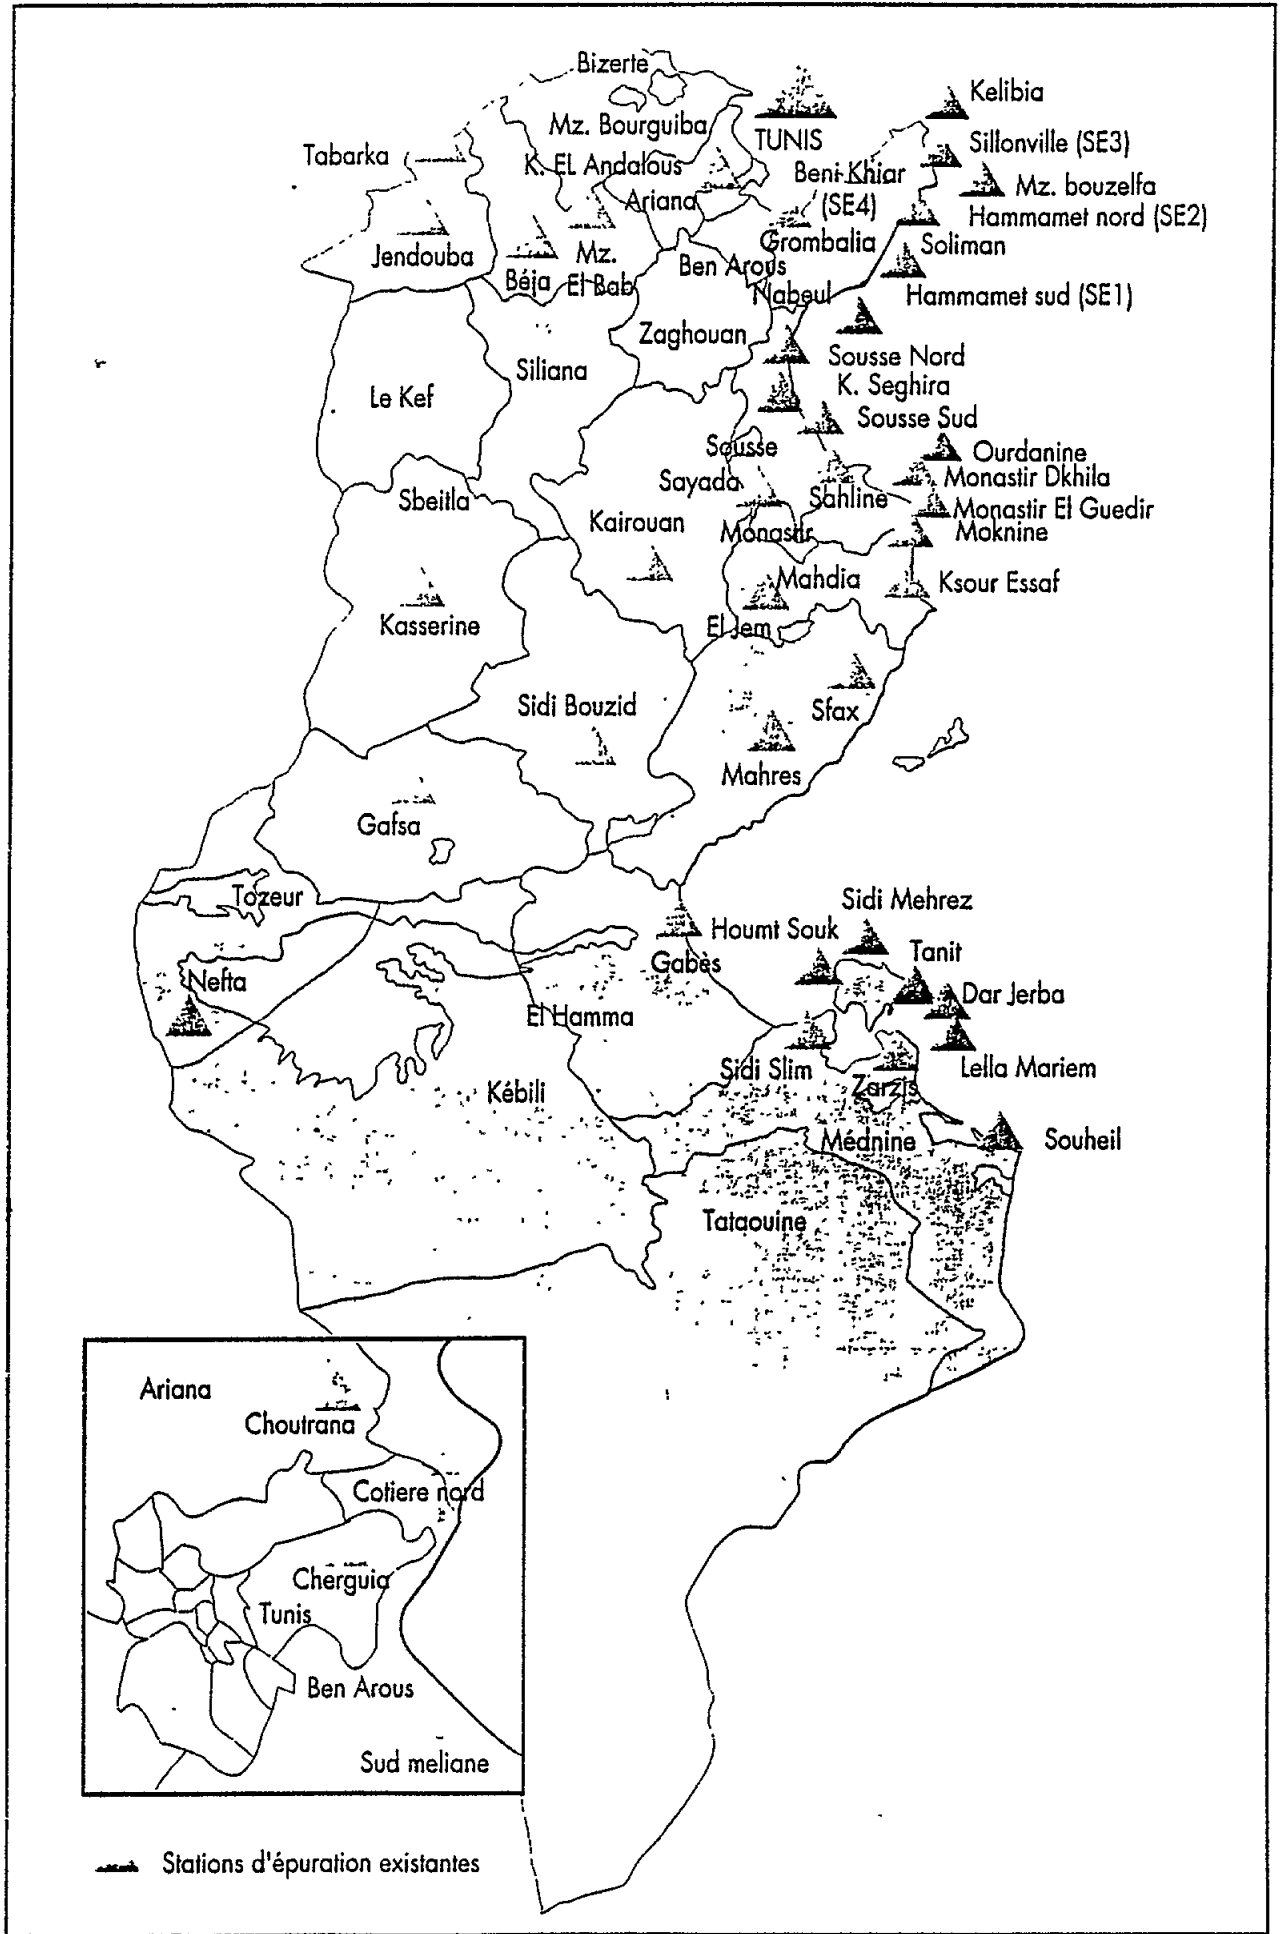 Bizerte
Kelibia
Mz. Bourguiba
TUNIS
Sillonville (SE3)
Tabarka
K. EL Andalous
Beni Khiar
(SE4)
Mz. bouzelfa
Ariana
Hammamet nord (SE2)
Jendouba
Mz.
El Bab
Grombalia
Soliman
Béja
Ben Arous
Nabeul
Hammamet sud (SE1)
Zaghouan
Sousse Nord
Siliana
K. Seghira
Le Kef
Sousse Sud
Sousse
Ourdanine
Sayada
Monastir Dkhila
Sbeitla
Sahline
Monastir El Guedir
Kairouan
Monastir
Moknine
Mahdia
Ksour Essaf
Kasserine
El Jem
Sidi Bouzid
Sfax
Mahres
Gafsa
Tozeur
Sidi Mehrez
Houmt Souk
Tanit
Gabès
Nefta
Dar Jerba
El Hamma
Sidi Slim
Lella Mariem
Kébili
Zarzis
Médnine
Souheil
Tataouine
Ariana
Choutrana
Cotiere nord
Cherguia
Tunis
Ben Arous
Sud meliane
Stations d'épuration existantes